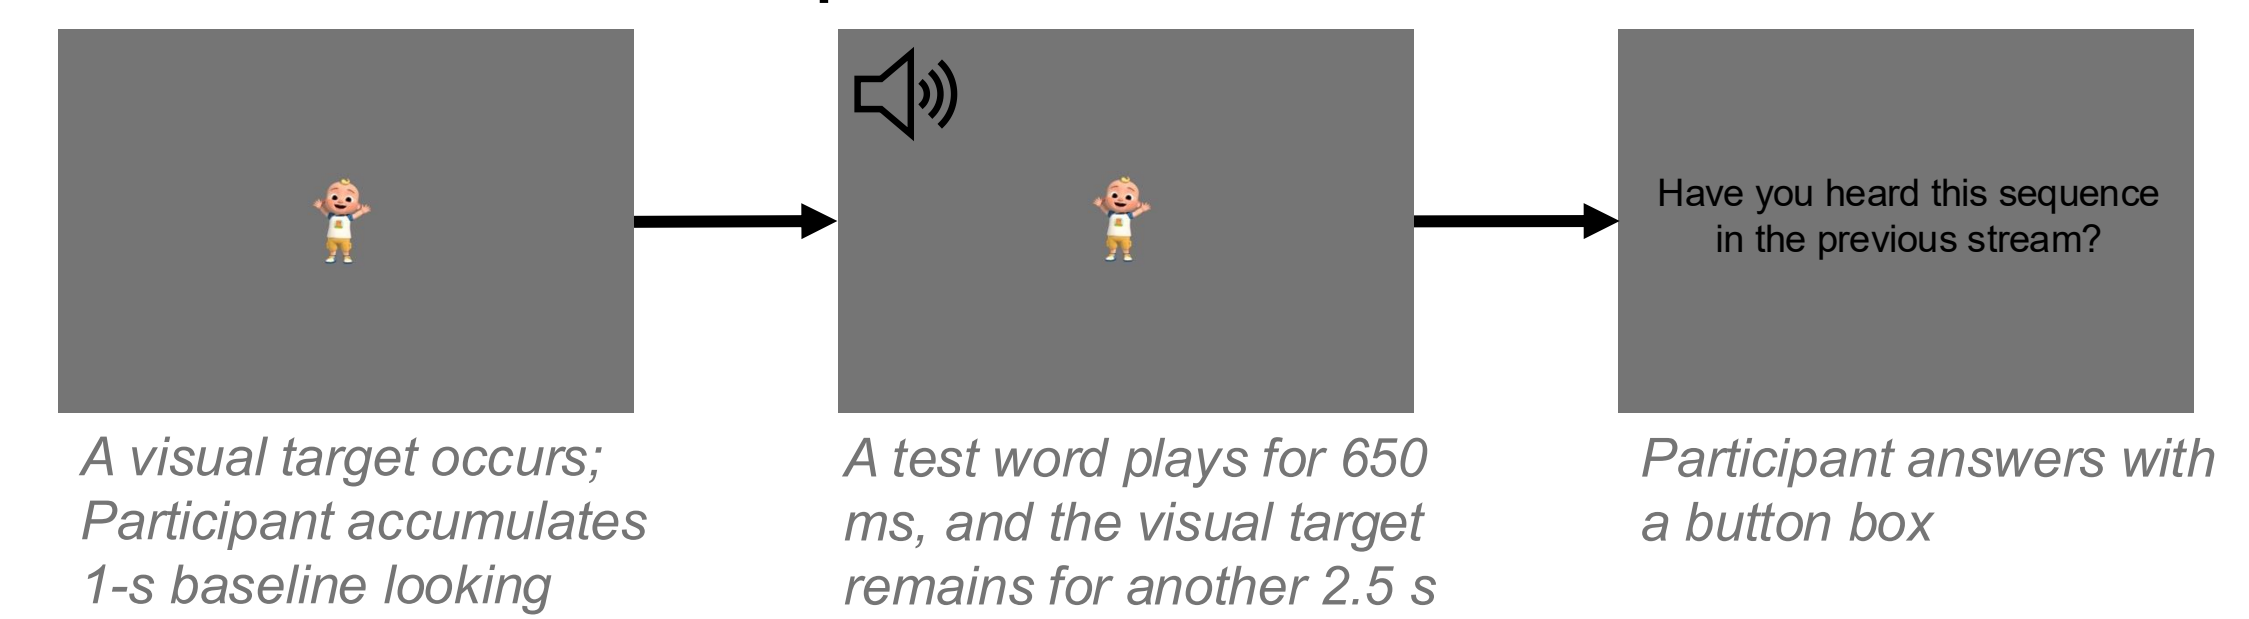 Have you heard this sequence
in the previous stream?
A visual target occurs;
Participant accumulates
1-s baseline looking
A test word plays for 650
ms, and the visual target
remains for another 2.5 s
Participant answers with
a button box